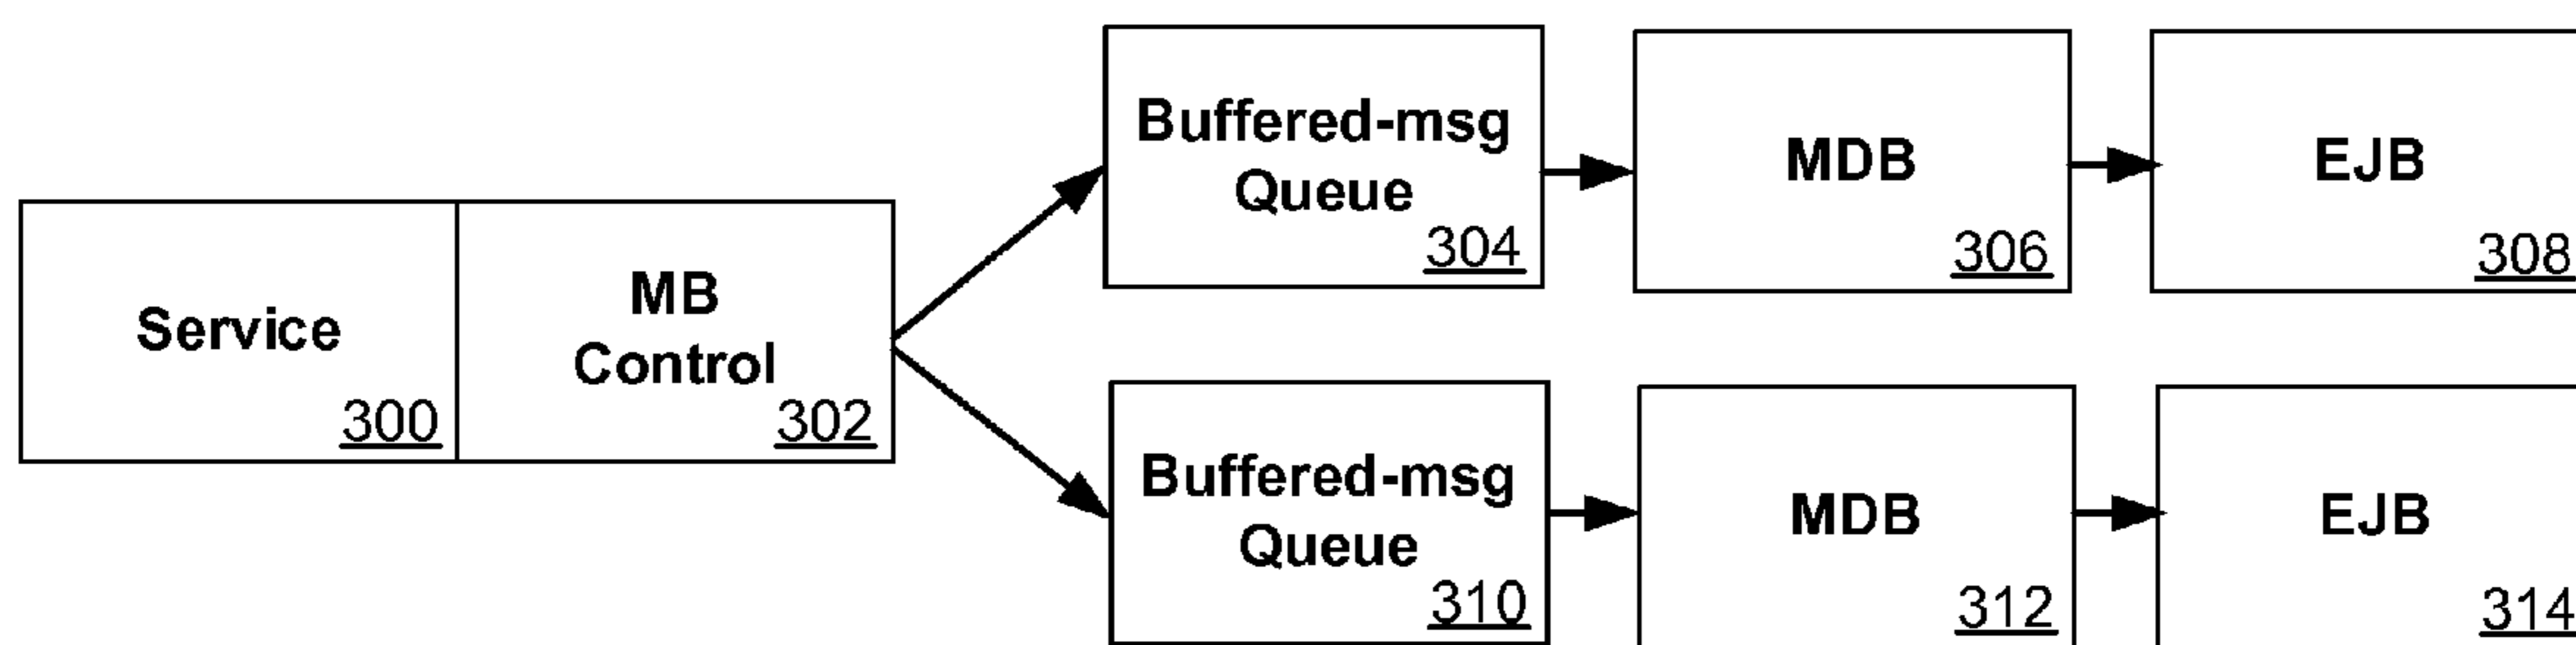 Service
300
MB
Control
302
Buffered-msg
Queue
304
MDB
306
EJB
308
Buffered-msg
Queue
310
MDB
312
EJB
314